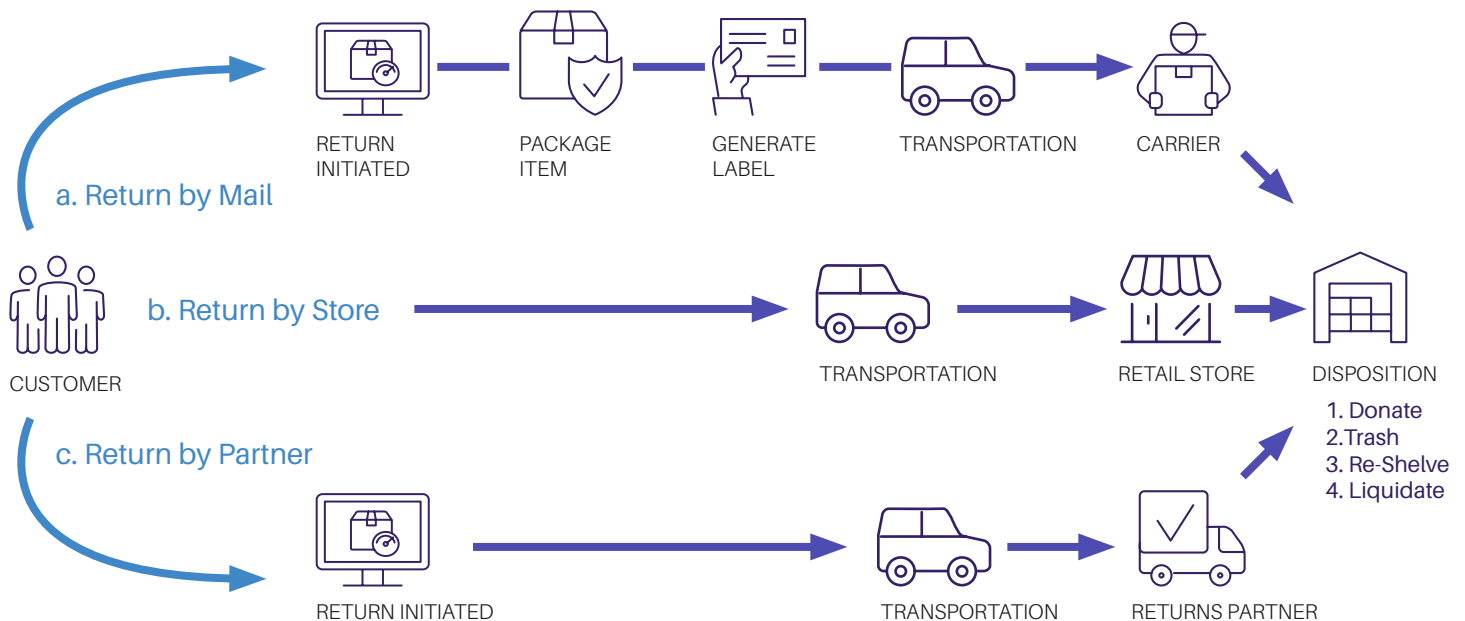 RETURN
INITIATED
PACKAGE
ITEM
GENERATE
LABEL
TRANSPORTATION
CARRIER
a. Return by Mail
b. Return by Store
CUSTOMER
TRANSPORTATION
RETAIL STORE
DISPOSITION
1. Donate
2.Trash
3. Re-Shelve
4. Liquidate
c. Return by Partner
RETURN INITIATED
TRANSPORTATION
RETURNS PARTNER